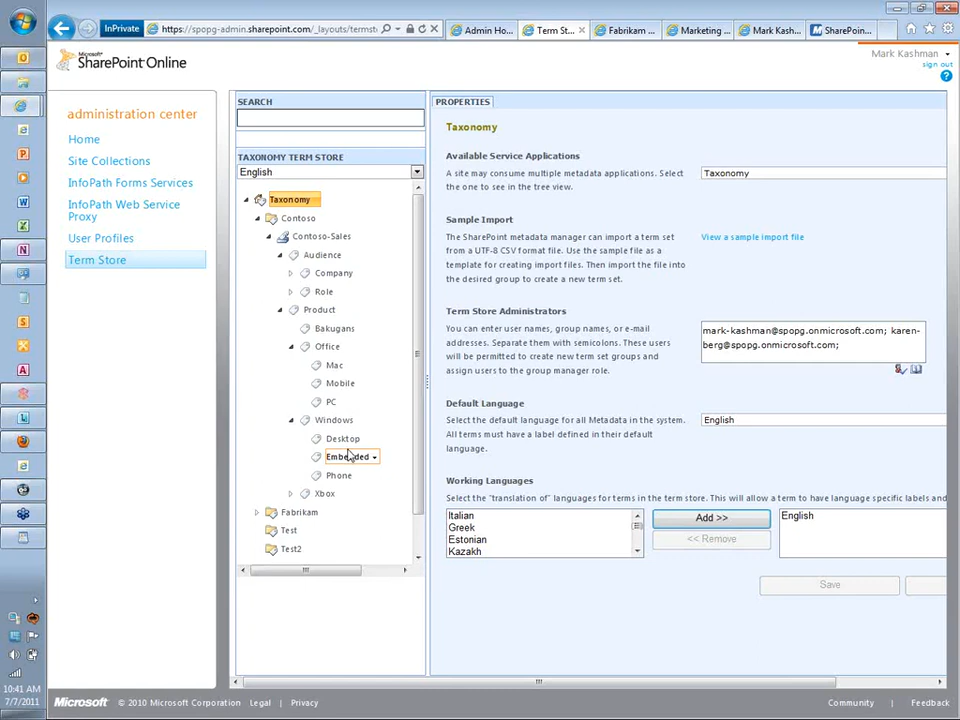 InPrivate
https://spopg-admin.sharepoint.com/_layouts/termst
Admin Ho...
Term St...
Fabrikam ...
Marketing ...
Mark Kash...
SharePoin...
Microsoft
SharePoint Online
Mark Kashman
sign out
administration center
Home
Site Collections
InfoPath Forms Services
InfoPath Web Service
Proxy
User Profiles
Term Store
SEARCH
TAXONOMY TERM STORE
English
Taxonomy
Contoso
Contoso-Sales
Audience
Company
Role
Product
Bakugans
Office
Mac
Mobile
PC
Windows
Desktop
Embedded
Phone
Xbox
Fabrikam
Test
Test2
PROPERTIES
Taxonomy
Available Service Applications
A site may consume multiple metadata applications. Select
the one to see in the tree view.
Taxonomy
Sample Import
The SharePoint metadata manager can import a term set
from a UTF-8 CSV format file. Use the sample file as a
template for creating import files. Then import the file into
the desired group to create a new term set.
View a sample import file
Term Store Administrators
You can enter user names, group names, or e-mail
addresses. Separate them with semicolons. These users
will be permitted to create new term set groups and
assign users to the group manager role.
mark-kashman@spopg.onmicrosoft.com; karen-
berg@spopg.onmicrosoft.com;
Default Language
Select the default language for all Metadata in the system.
All terms must have a label defined in their default
language.
English
Working Languages
Select the "translation of" languages for terms in the term store. This will allow a term to have language specific labels and
Italian
Greek
Estonian
Kazakh
Add >>
<< Remove
English
Save
10:41 AM
7/7/2011
Microsoft
© 2010 Microsoft Corporation
Legal
|
Privacy
Community
|
Feedback